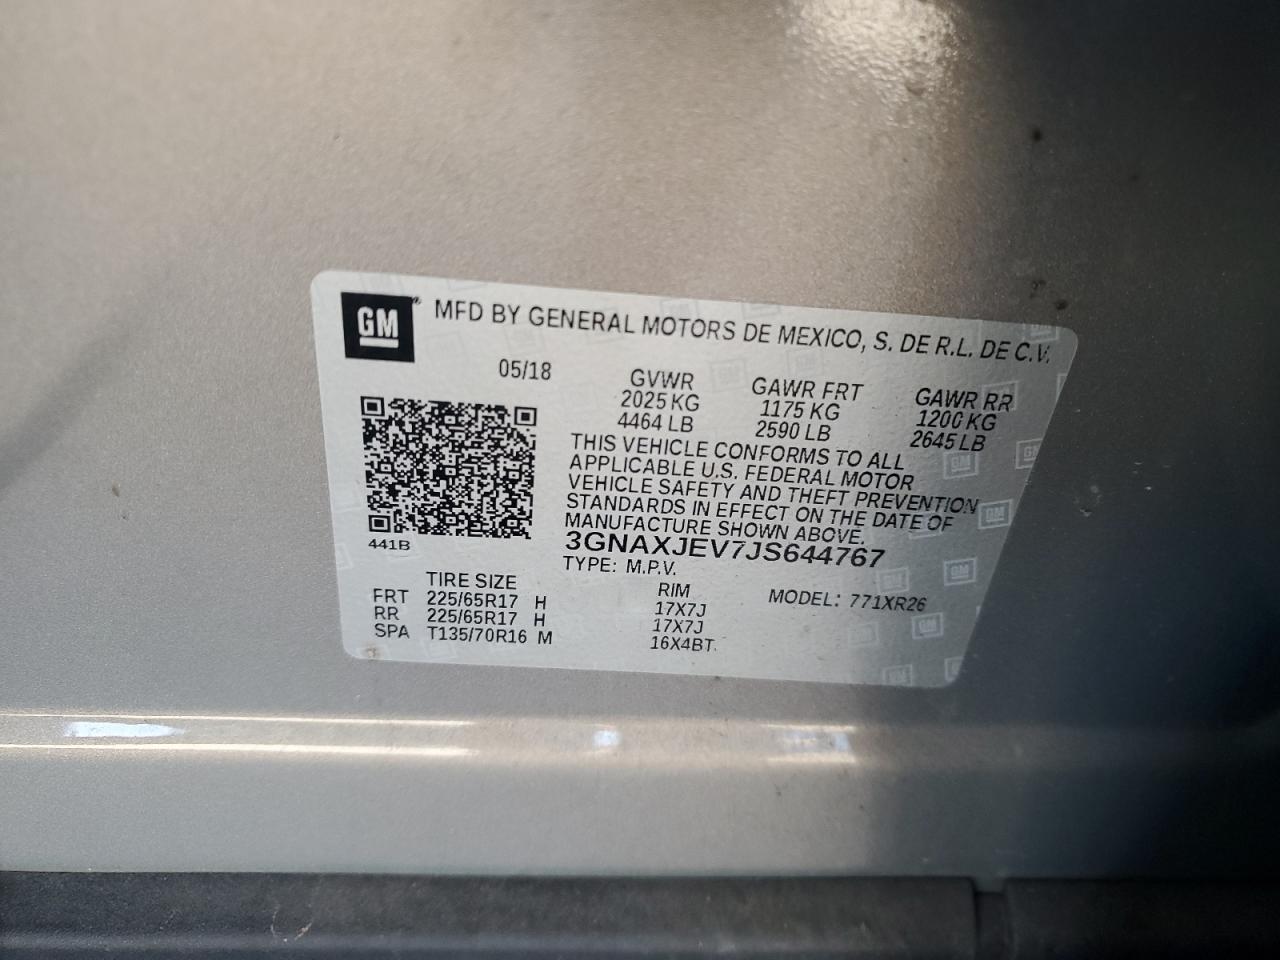 GM
MFD BY GENERAL MOTORS DE MEXICO, S. DE R.L. DE C.V.
05/18 GVWR GAWR FRT GAWR RR
2025 KG 1175 KG 1200 KG
4464 LB 2590 LB 2645 LB
THIS VEHICLE CONFORMS TO ALL
APPLICABLE U.S. FEDERAL MOTOR
VEHICLE SAFETY AND THEFT PREVENTION
STANDARDS IN EFFECT ON THE DATE OF
MANUFACTURE SHOWN ABOVE.
441B
3GNAXJEV7JS644767
TYPE: M.P.V.
TIRE SIZE RIM MODEL: 771XR26
FRT 225/65R17 H 17X7J
RR 225/65R17 H 17X7J
SPA T135/70R16 M 16X4BT